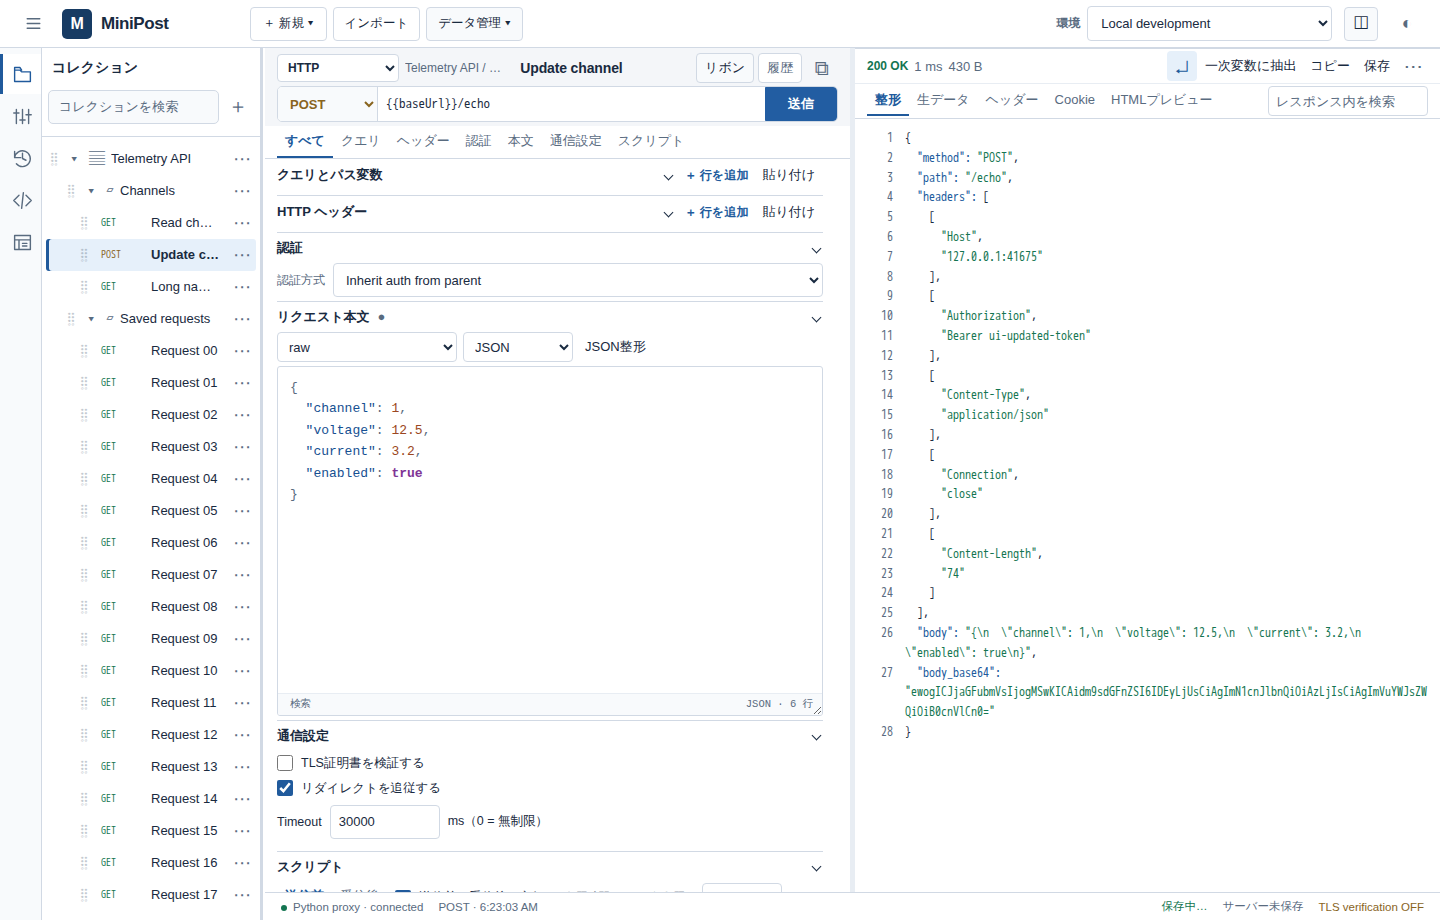 M MiniPost ＋ 新規 ▾ インポート データ管理 ▾ 環境 Local development
コレクション
コレクションを検索 ＋
Telemetry API ···
Channels ···
GET Read ch… ···
POST Update c… ···
GET Long na… ···
Saved requests ···
GET Request 00 ···
GET Request 01 ···
GET Request 02 ···
GET Request 03 ···
GET Request 04 ···
GET Request 05 ···
GET Request 06 ···
GET Request 07 ···
GET Request 08 ···
GET Request 09 ···
GET Request 10 ···
GET Request 11 ···
GET Request 12 ···
GET Request 13 ···
GET Request 14 ···
GET Request 15 ···
GET Request 16 ···
GET Request 17 ···
HTTP Telemetry API / … Update channel リボン 履歴
POST {{baseUrl}}/echo 送信
すべて クエリ ヘッダー 認証 本文 通信設定 スクリプト
クエリとパス変数 + 行を追加 貼り付け
HTTP ヘッダー + 行を追加 貼り付け
認証
認証方式 Inherit auth from parent
リクエスト本文 ●
raw JSON JSON整形
{
"channel": 1,
"voltage": 12.5,
"current": 3.2,
"enabled": true
}
検索 JSON · 6 行
通信設定
TLS証明書を検証する
リダイレクトを追従する
Timeout 30000 ms（0 = 無制限）
スクリプト
200 OK 1 ms 430 B 一次変数に抽出 コピー 保存 ···
整形 生データ ヘッダー Cookie HTMLプレビュー レスポンス内を検索
1 {
2 "method": "POST",
3 "path": "/echo",
4 "headers": [
5 [
6 "Host",
7 "127.0.0.1:41675"
8 ],
9 [
10 "Authorization",
11 "Bearer ui-updated-token"
12 ],
13 [
14 "Content-Type",
15 "application/json"
16 ],
17 [
18 "Connection",
19 "close"
20 ],
21 [
22 "Content-Length",
23 "74"
24 ]
25 ],
26 "body": "{\n  \"channel\": 1,\n  \"voltage\": 12.5,\n  \"current\": 3.2,\n
\"enabled\": true\n}",
27 "body_base64":
"ewogICJjaGFubmVsIjogMSwKICAidm9sdGFnZSI6IDEyLjUsCiAgImN1cnJlbnQiOiAzLjIsCiAgImVuYWJsZW
QiOiB0cnVlCn0="
28 }
Python proxy · connected POST · 6:23:03 AM 保存中… サーバー未保存 TLS verification OFF